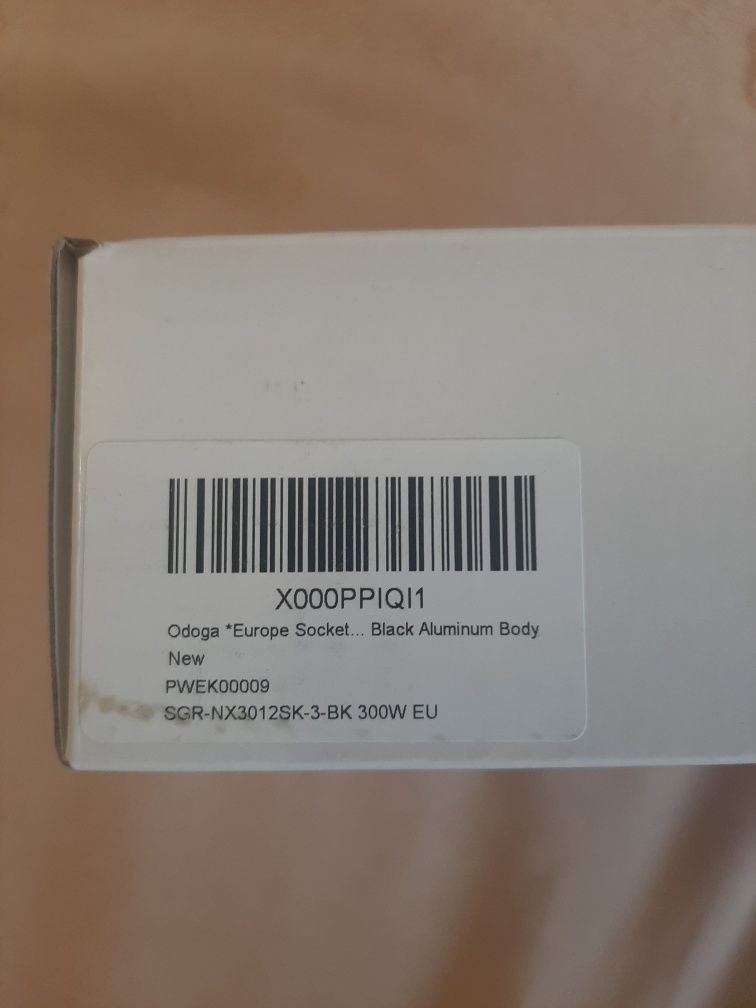 X000PPIQI1
Odoga *Europe Socket... Black Aluminum Body
New
PWEK00009
SGR-NX3012SK-3-BK 300W EU